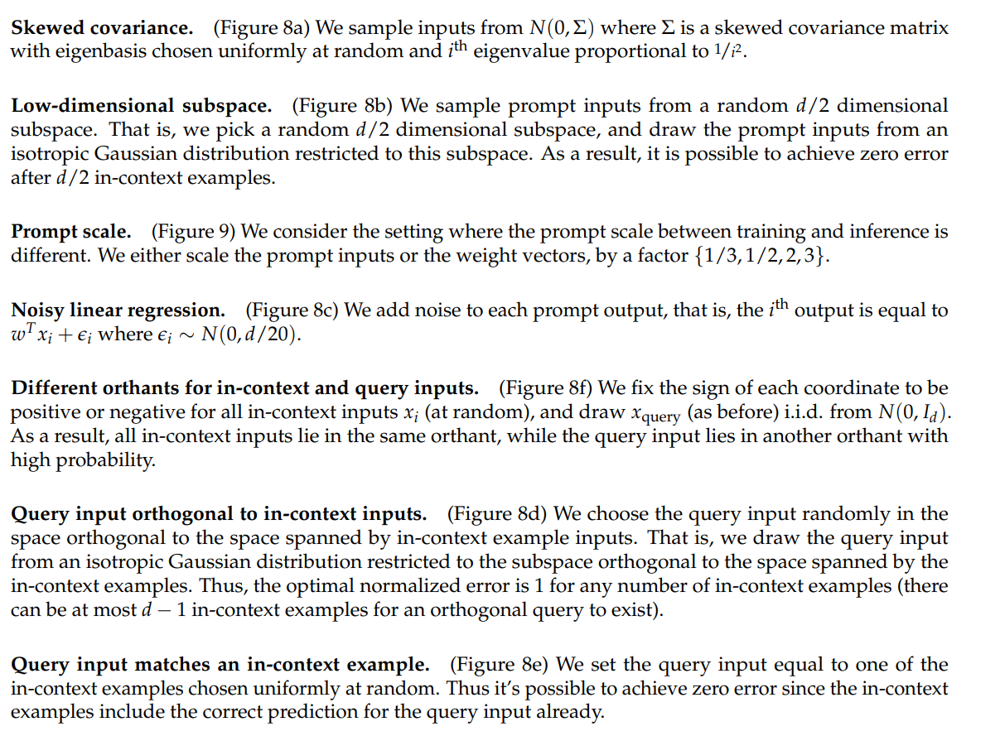 Skewed covariance. (Figure 8a) We sample inputs from N(0, Σ) where Σ is a skewed covariance matrix
with eigenbasis chosen uniformly at random and iᵗʰ eigenvalue proportional to 1/i².
Low-dimensional subspace. (Figure 8b) We sample prompt inputs from a random d/2 dimensional
subspace. That is, we pick a random d/2 dimensional subspace, and draw the prompt inputs from an
isotropic Gaussian distribution restricted to this subspace. As a result, it is possible to achieve zero error
after d/2 in-context examples.
Prompt scale. (Figure 9) We consider the setting where the prompt scale between training and inference is
different. We either scale the prompt inputs or the weight vectors, by a factor {1/3, 1/2, 2, 3}.
Noisy linear regression. (Figure 8c) We add noise to each prompt output, that is, the iᵗʰ output is equal to
wᵀxᵢ + ϵᵢ where ϵᵢ ∼ N(0, d/20).
Different orthants for in-context and query inputs. (Figure 8f) We fix the sign of each coordinate to be
positive or negative for all in-context inputs xᵢ (at random), and draw x_query (as before) i.i.d. from N(0, I_d).
As a result, all in-context inputs lie in the same orthant, while the query input lies in another orthant with
high probability.
Query input orthogonal to in-context inputs. (Figure 8d) We choose the query input randomly in the
space orthogonal to the space spanned by in-context example inputs. That is, we draw the query input
from an isotropic Gaussian distribution restricted to the subspace orthogonal to the space spanned by the
in-context examples. Thus, the optimal normalized error is 1 for any number of in-context examples (there
can be at most d − 1 in-context examples for an orthogonal query to exist).
Query input matches an in-context example. (Figure 8e) We set the query input equal to one of the
in-context examples chosen uniformly at random. Thus it's possible to achieve zero error since the in-context
examples include the correct prediction for the query input already.